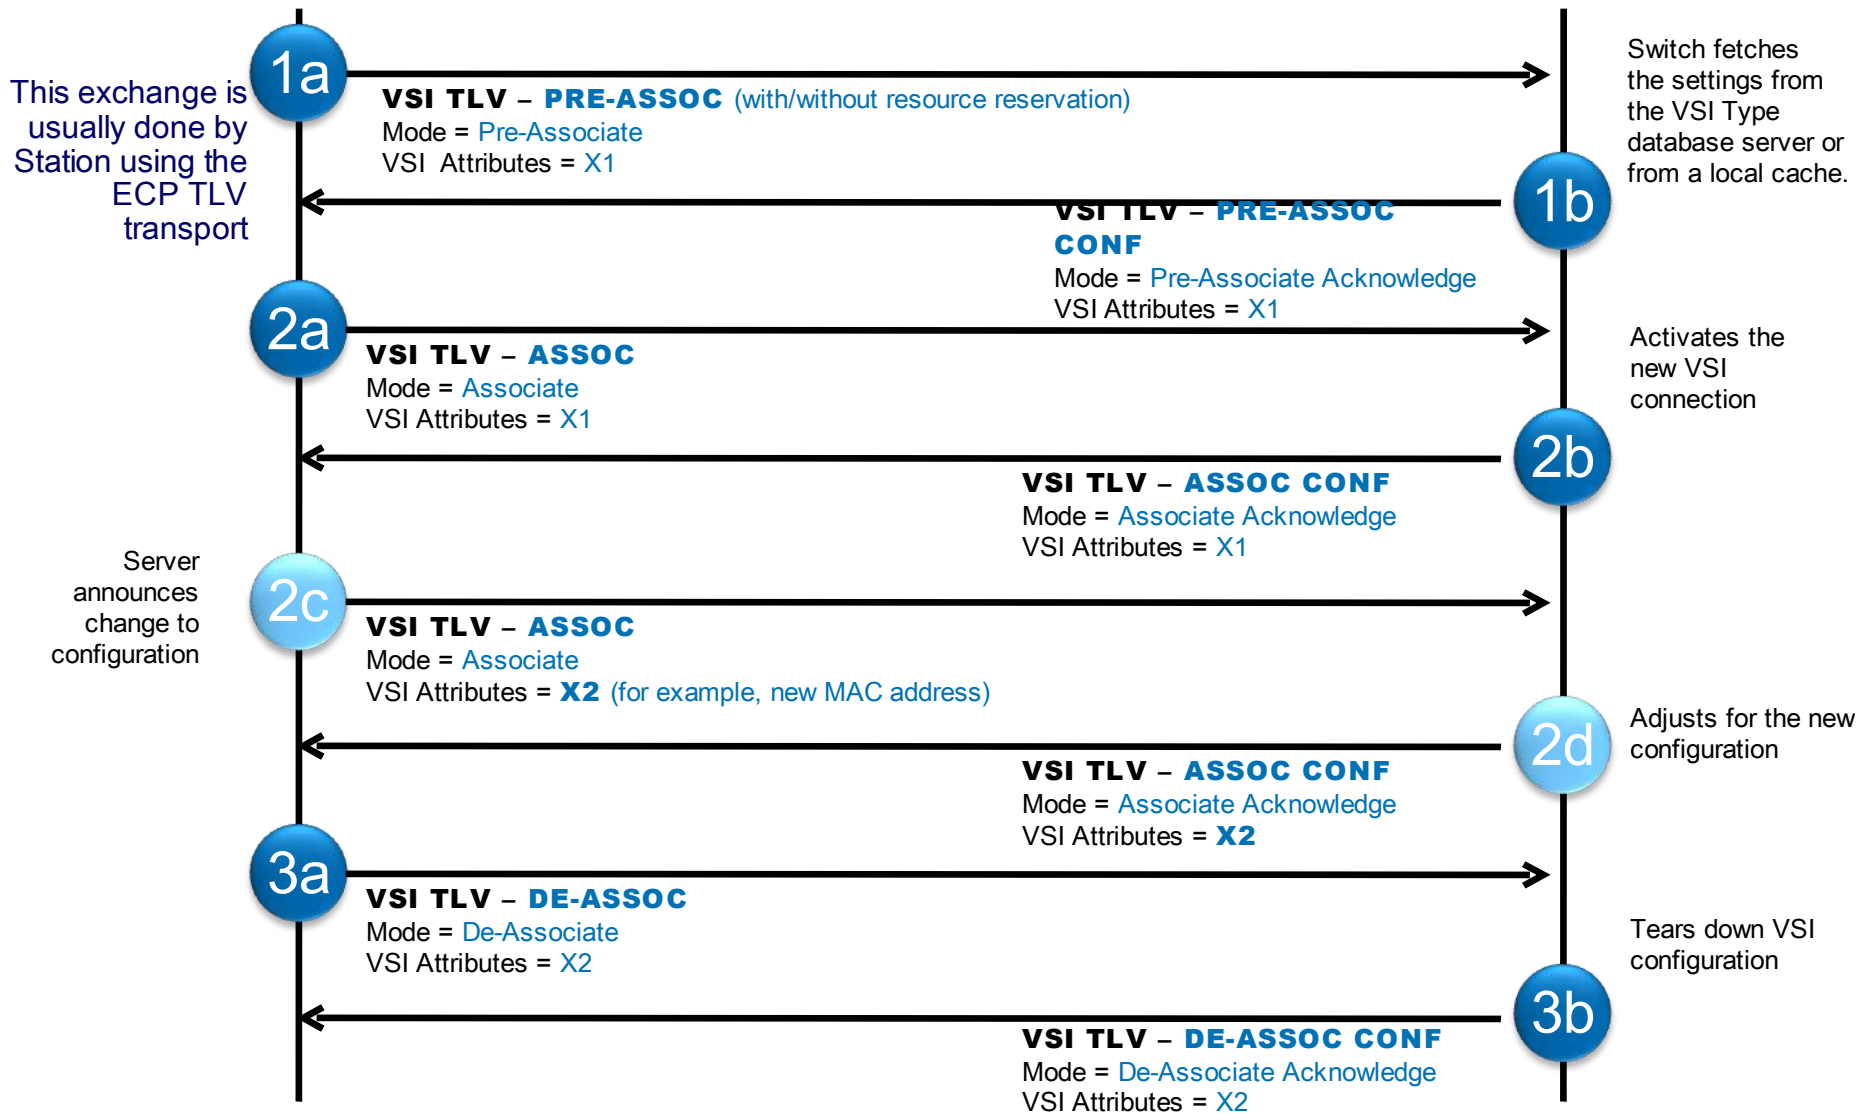 1a
This exchange is
usually done by
Station using the
ECP TLV
transport
VSI TLV – PRE-ASSOC (with/without resource reservation)
Mode = Pre-Associate
VSI Attributes = X1
Switch fetches
the settings from
the VSI Type
database server or
from a local cache.
1b
VSI TLV – PRE-ASSOC
CONF
Mode = Pre-Associate Acknowledge
VSI Attributes = X1
2a
VSI TLV – ASSOC
Mode = Associate
VSI Attributes = X1
Activates the
new VSI
connection
2b
VSI TLV – ASSOC CONF
Mode = Associate Acknowledge
VSI Attributes = X1
Server
announces
change to
configuration
2c
VSI TLV – ASSOC
Mode = Associate
VSI Attributes = X2 (for example, new MAC address)
2d
Adjusts for the new
configuration
VSI TLV – ASSOC CONF
Mode = Associate Acknowledge
VSI Attributes = X2
3a
VSI TLV – DE-ASSOC
Mode = De-Associate
VSI Attributes = X2
Tears down VSI
configuration
3b
VSI TLV – DE-ASSOC CONF
Mode = De-Associate Acknowledge
VSI Attributes = X2